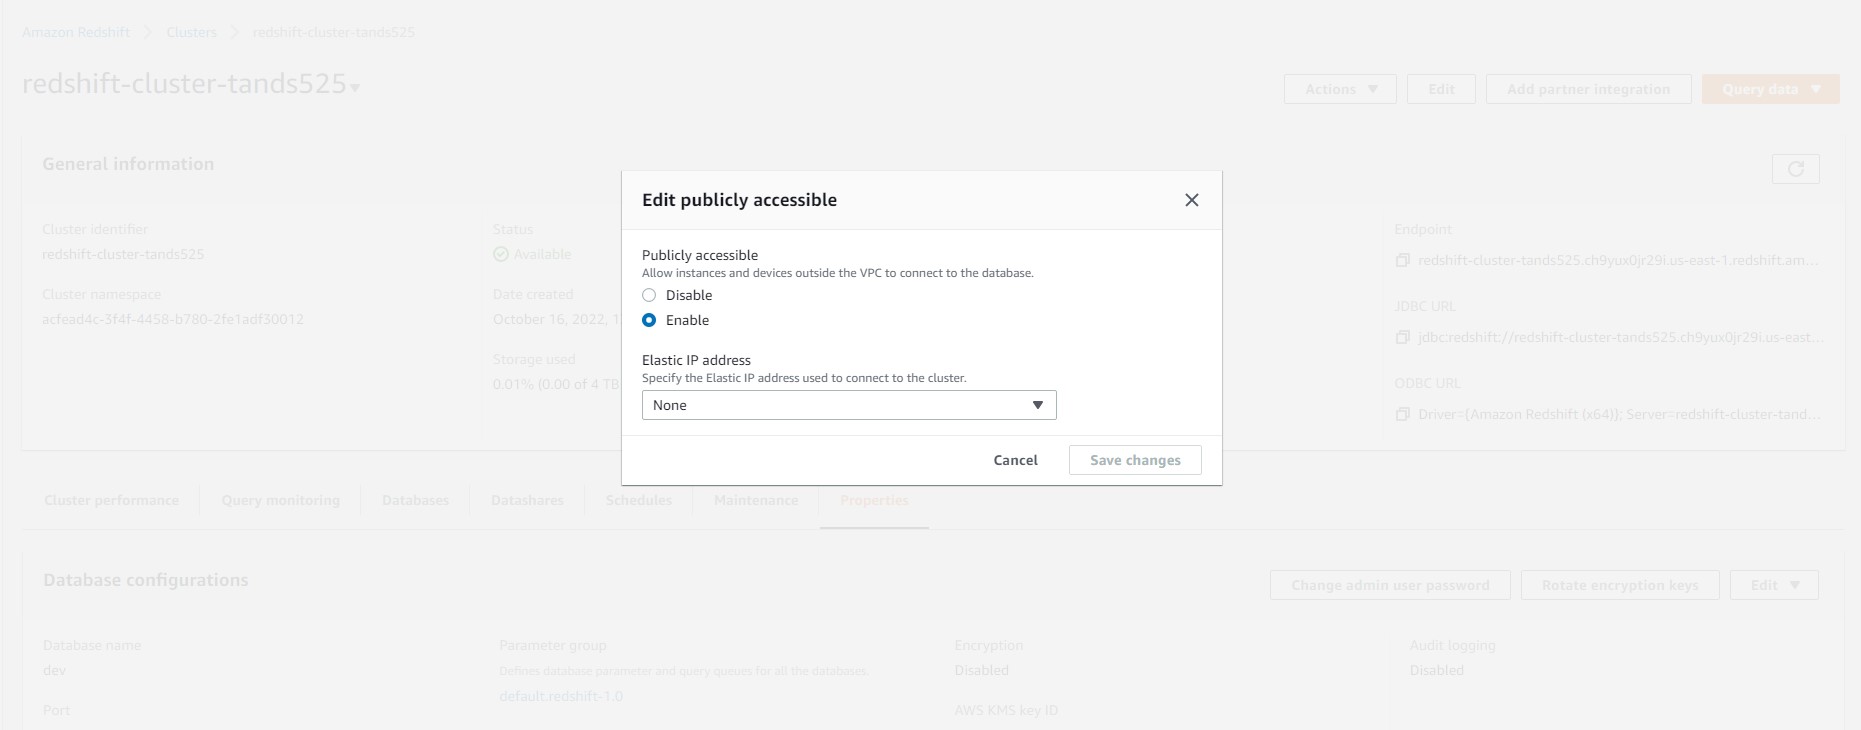 Amazon Redshift > Clusters > redshift-cluster-tands525
redshift-cluster-tands525
Actions Edit Add partner integration Query data
General information
Edit publicly accessible
Cluster identifier
redshift-cluster-tands525
Cluster namespace
acfead4c-3f4f-4458-b780-2fe1adf30012
Status
Available
Date created
October 16, 2022, 1
Storage used
0.01% (0.00 of 4 TB
Publicly accessible
Allow instances and devices outside the VPC to connect to the database.
Disable
Enable
Elastic IP address
Specify the Elastic IP address used to connect to the cluster.
None
Cancel Save changes
Endpoint
redshift-cluster-tands525.ch9yux0jr29i.us-east-1.redshift.am...
JDBC URL
jdbc:redshift://redshift-cluster-tands525.ch9yux0jr29i.us-east...
ODBC URL
Driver={Amazon Redshift (x64)}; Server=redshift-cluster-tand...
Cluster performance Query monitoring Databases Datashares Schedules Maintenance Properties
Database configurations
Change admin user password Rotate encryption keys Edit
Database name
dev
Port
Parameter group
Defines database parameter and query queues for all the databases.
default.redshift-1.0
Encryption
Disabled
AWS KMS key ID
Audit logging
Disabled